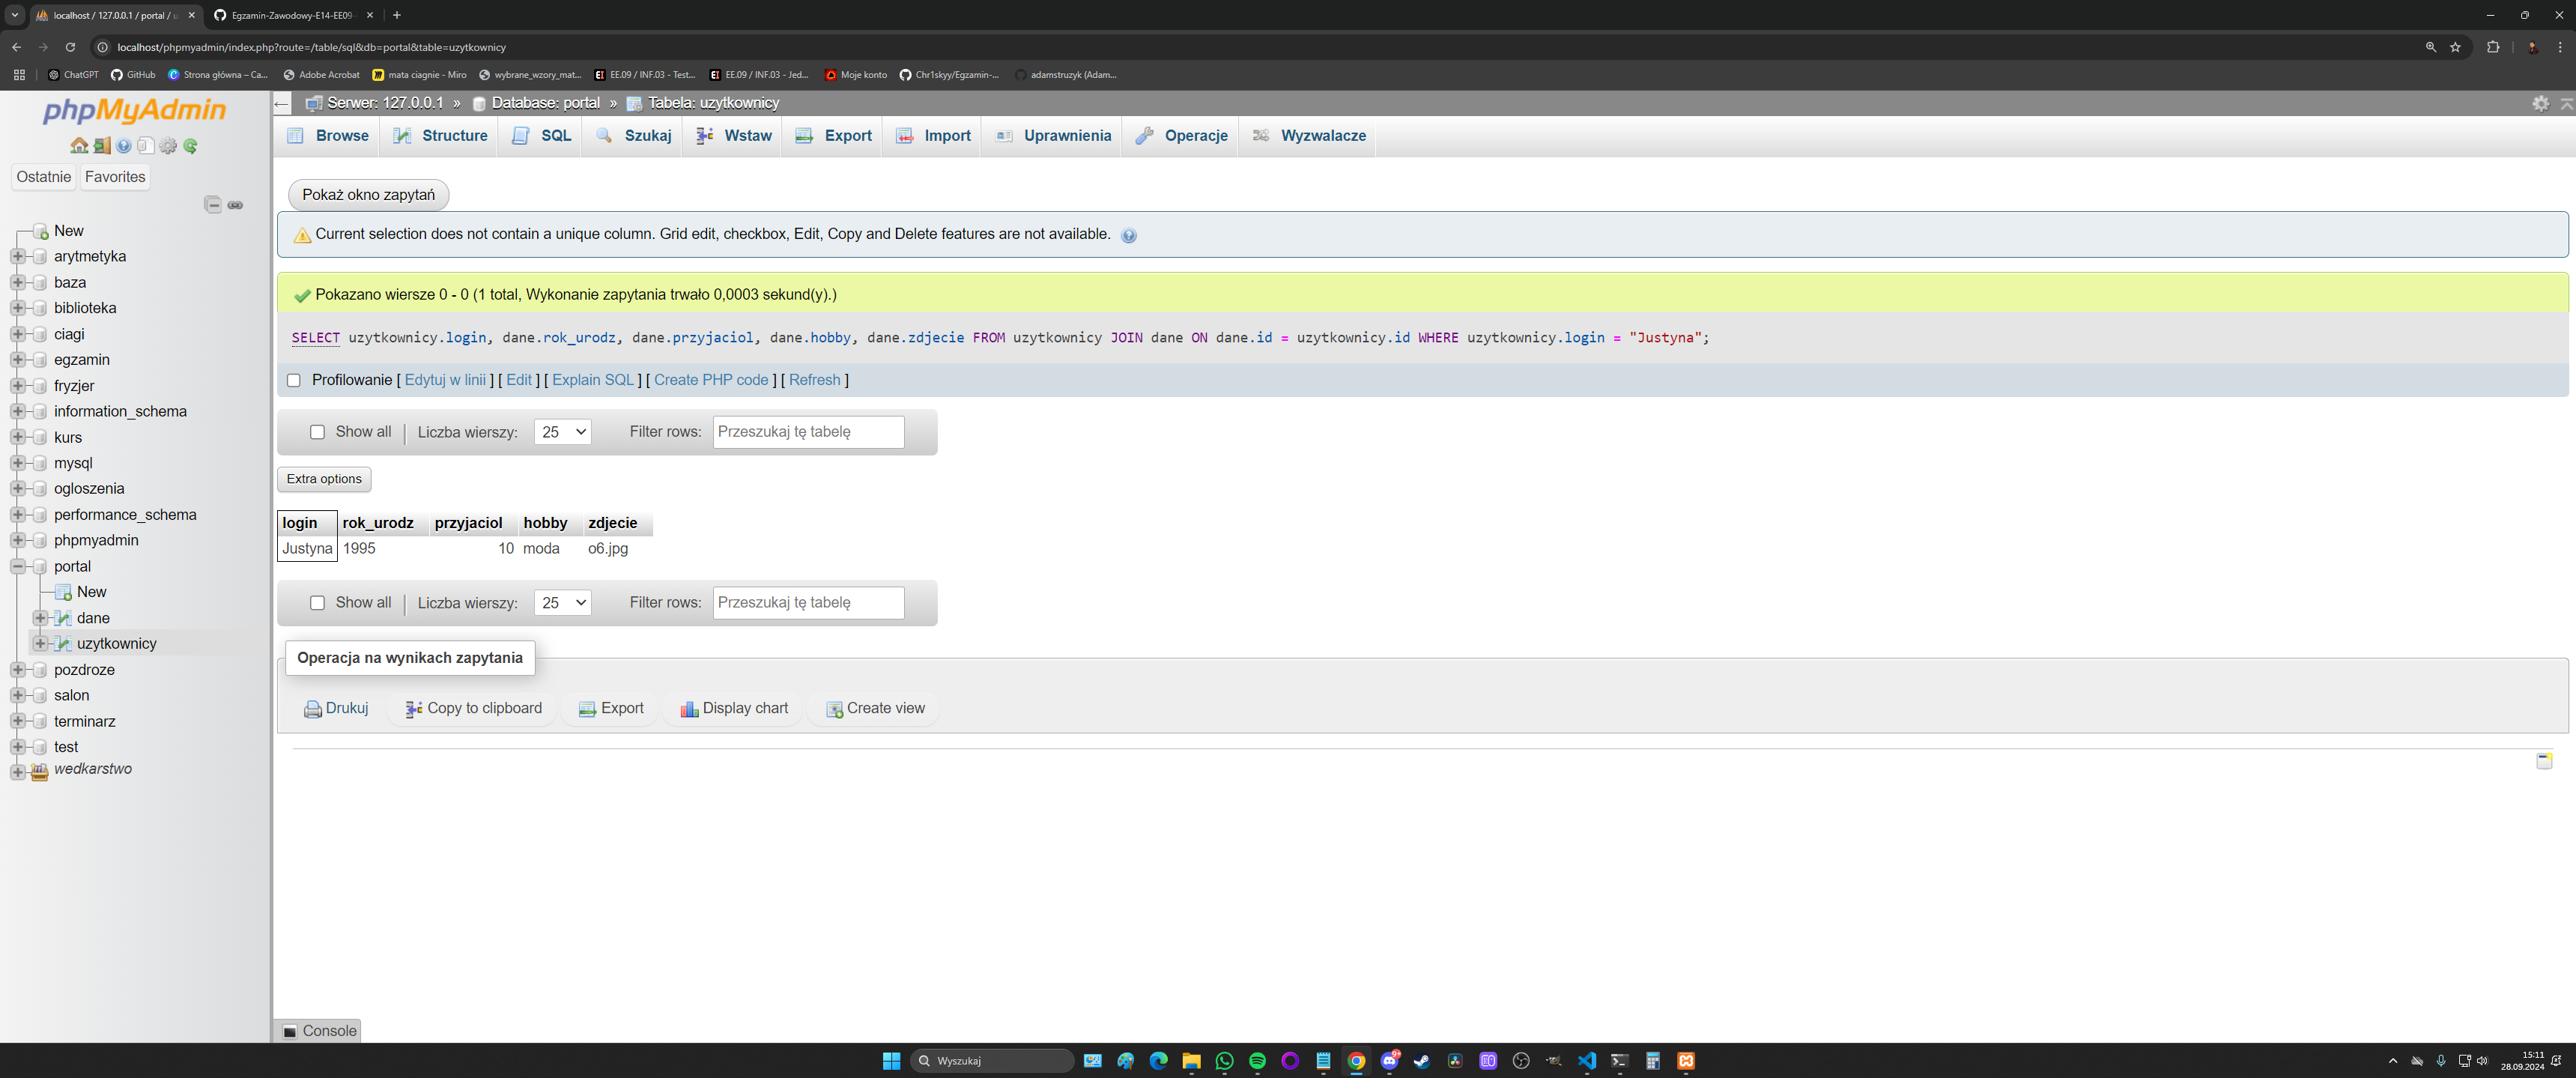 localhost / 127.0.0.1 / portal / u
Egzamin-Zawodowy-E14-EE09-
localhost/phpmyadmin/index.php?route=/table/sql&db=portal&table=uzytkownicy
ChatGPT
GitHub
Strona główna – Ca...
Adobe Acrobat
mata ciagnie - Miro
wybrane_wzory_mat...
EE.09 / INF.03 - Test...
EE.09 / INF.03 - Jed...
Moje konto
Chr1skyy/Egzamin-...
adamstruzyk (Adam...
phpMyAdmin
Ostatnie Favorites
New
arytmetyka
baza
biblioteka
ciagi
egzamin
fryzjer
information_schema
kurs
mysql
ogloszenia
performance_schema
phpmyadmin
portal
New
dane
uzytkownicy
pozdroze
salon
terminarz
test
wedkarstwo
Serwer: 127.0.0.1 » Database: portal » Tabela: uzytkownicy
Browse Structure SQL Szukaj Wstaw Export Import Uprawnienia Operacje Wyzwalacze
Pokaż okno zapytań
Current selection does not contain a unique column. Grid edit, checkbox, Edit, Copy and Delete features are not available.
Pokazano wiersze 0 - 0 (1 total, Wykonanie zapytania trwało 0,0003 sekund(y).)
SELECT uzytkownicy.login, dane.rok_urodz, dane.przyjaciol, dane.hobby, dane.zdjecie FROM uzytkownicy JOIN dane ON dane.id = uzytkownicy.id WHERE uzytkownicy.login = "Justyna";
Profilowanie [ Edytuj w linii ] [ Edit ] [ Explain SQL ] [ Create PHP code ] [ Refresh ]
Show all | Liczba wierszy: 25 Filter rows: Przeszukaj tę tabelę
Extra options
login rok_urodz przyjaciol hobby zdjecie
Justyna 1995 10 moda o6.jpg
Show all | Liczba wierszy: 25 Filter rows: Przeszukaj tę tabelę
Operacja na wynikach zapytania
Drukuj Copy to clipboard Export Display chart Create view
Console
Wyszukaj
9+
15:11
28.09.2024